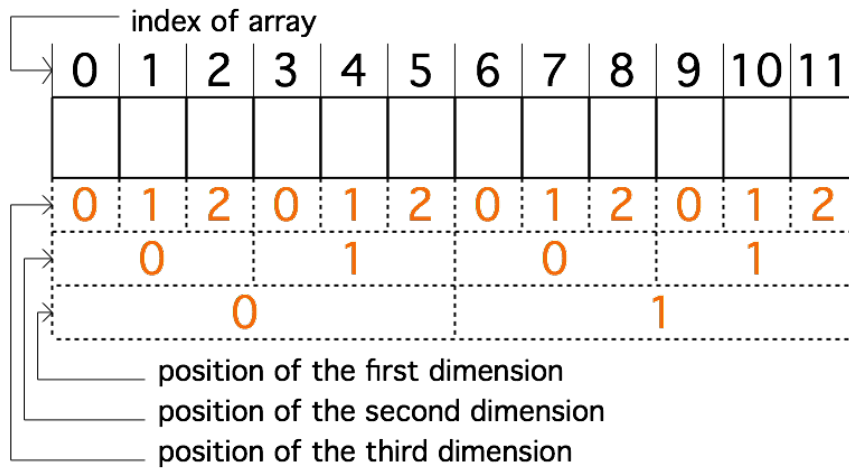 index of array
0 1 2 3 4 5 6 7 8 9 10 11
0 1 2 0 1 2 0 1 2 0 1 2
0 1 0 1
0 1
position of the first dimension
position of the second dimension
position of the third dimension